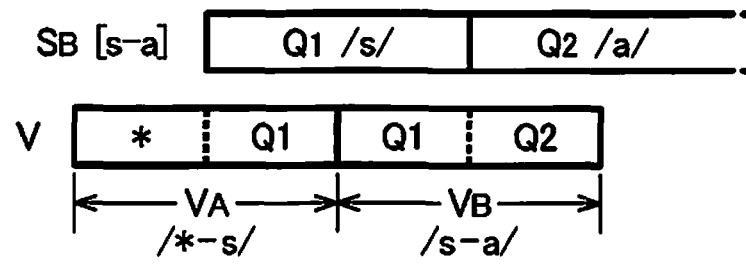 SB [s-a] Q1 /s/ Q2 /a/
V * Q1 Q1 Q2
VA VB
/*-s/ /s-a/